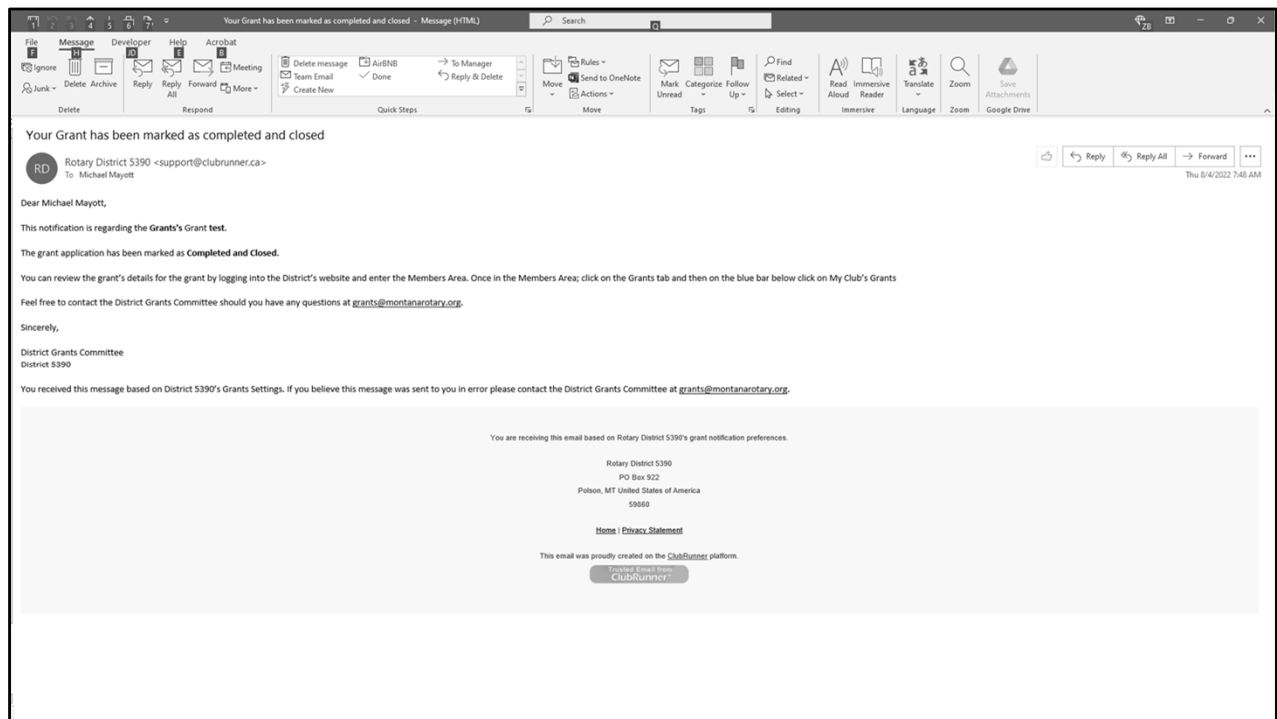 Your Grant has been marked as completed and closed - Message (HTML)
Search
1 2 3 4 5 6 7
Q
ZB
File Message Developer Help Acrobat
F H JD E B
Ignore
Junk
Delete Archive
Reply Reply All Forward
Meeting
More
Delete message AirBNB → To Manager
Team Email Done Reply & Delete
Create New
Move
Rules
Send to OneNote
Actions
Mark Unread
Categorize
Follow Up
Find
Related
Select
Read Aloud
Immersive Reader
Translate
Zoom
Save Attachments
Delete Respond Quick Steps Move Tags Editing Immersive Language Zoom Google Drive
Your Grant has been marked as completed and closed
RD
Rotary District 5390 <support@clubrunner.ca>
To Michael Mayott
Reply Reply All Forward
Thu 8/4/2022 7:48 AM
Dear Michael Mayott,
This notification is regarding the Grants's Grant test.
The grant application has been marked as Completed and Closed.
You can review the grant's details for the grant by logging into the District's website and enter the Members Area. Once in the Members Area; click on the Grants tab and then on the blue bar below click on My Club's Grants
Feel free to contact the District Grants Committee should you have any questions at grants@montanarotary.org.
Sincerely,
District Grants Committee
District 5390
You received this message based on District 5390's Grants Settings. If you believe this message was sent to you in error please contact the District Grants Committee at grants@montanarotary.org.
You are receiving this email based on Rotary District 5390's grant notification preferences.
Rotary District 5390
PO Box 922
Polson, MT United States of America
59860
Home | Privacy Statement
This email was proudly created on the ClubRunner platform.
Trusted Email from
ClubRunner